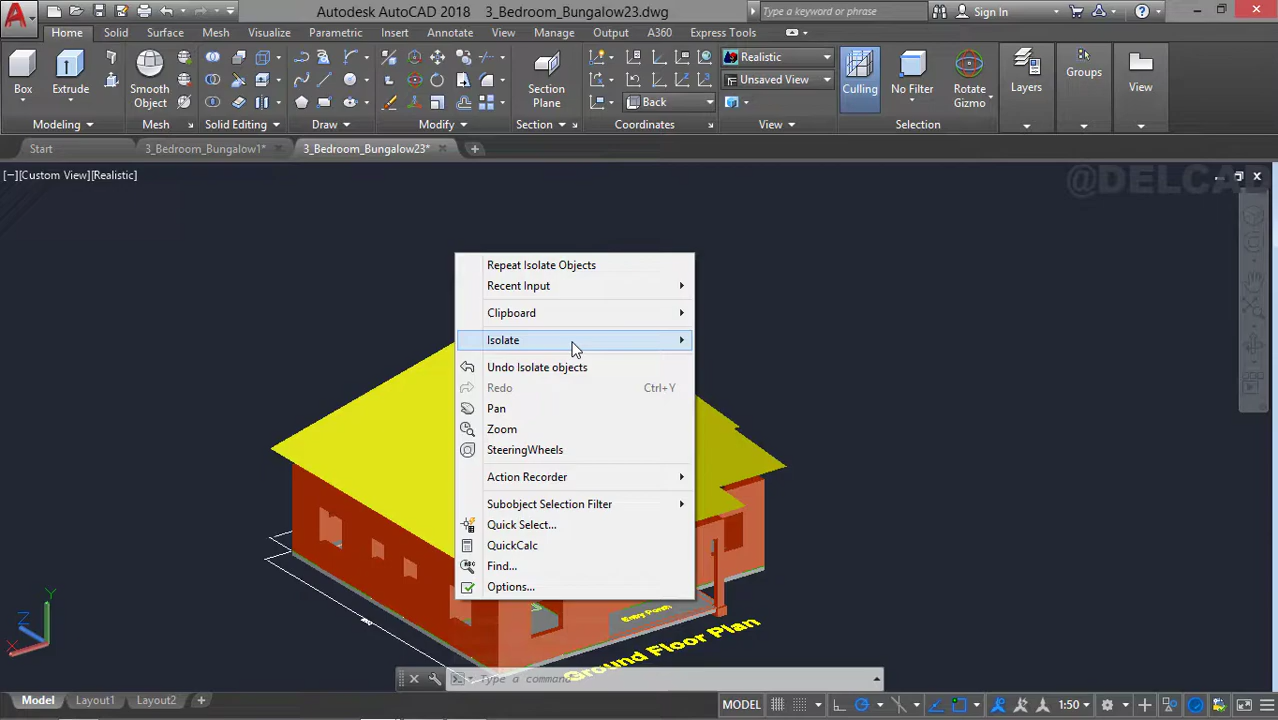 Autodesk AutoCAD 2018 3_Bedroom_Bungalow23.dwg
Type a keyword or phrase
Sign In
Home Solid Surface Mesh Visualize Parametric Insert Annotate View Manage Output A360 Express Tools
Box
Extrude
Smooth
Object
Section
Plane
Realistic
Unsaved View
Back
Culling
No Filter
Rotate
Gizmo
Layers
Groups
View
Modeling Mesh Solid Editing Draw Modify Section Coordinates View Selection
Start 3_Bedroom_Bungalow1* 3_Bedroom_Bungalow23*
[−][Custom View][Realistic]
@DELCAD
Repeat Isolate Objects
Recent Input
Clipboard
Isolate
Undo Isolate objects
Redo Ctrl+Y
Pan
Zoom
SteeringWheels
Action Recorder
Subobject Selection Filter
Quick Select...
QuickCalc
Find...
Options...
Y
Z
X
Entry Porch
Ground Floor Plan
Type a command
Model Layout1 Layout2
MODEL 1:50